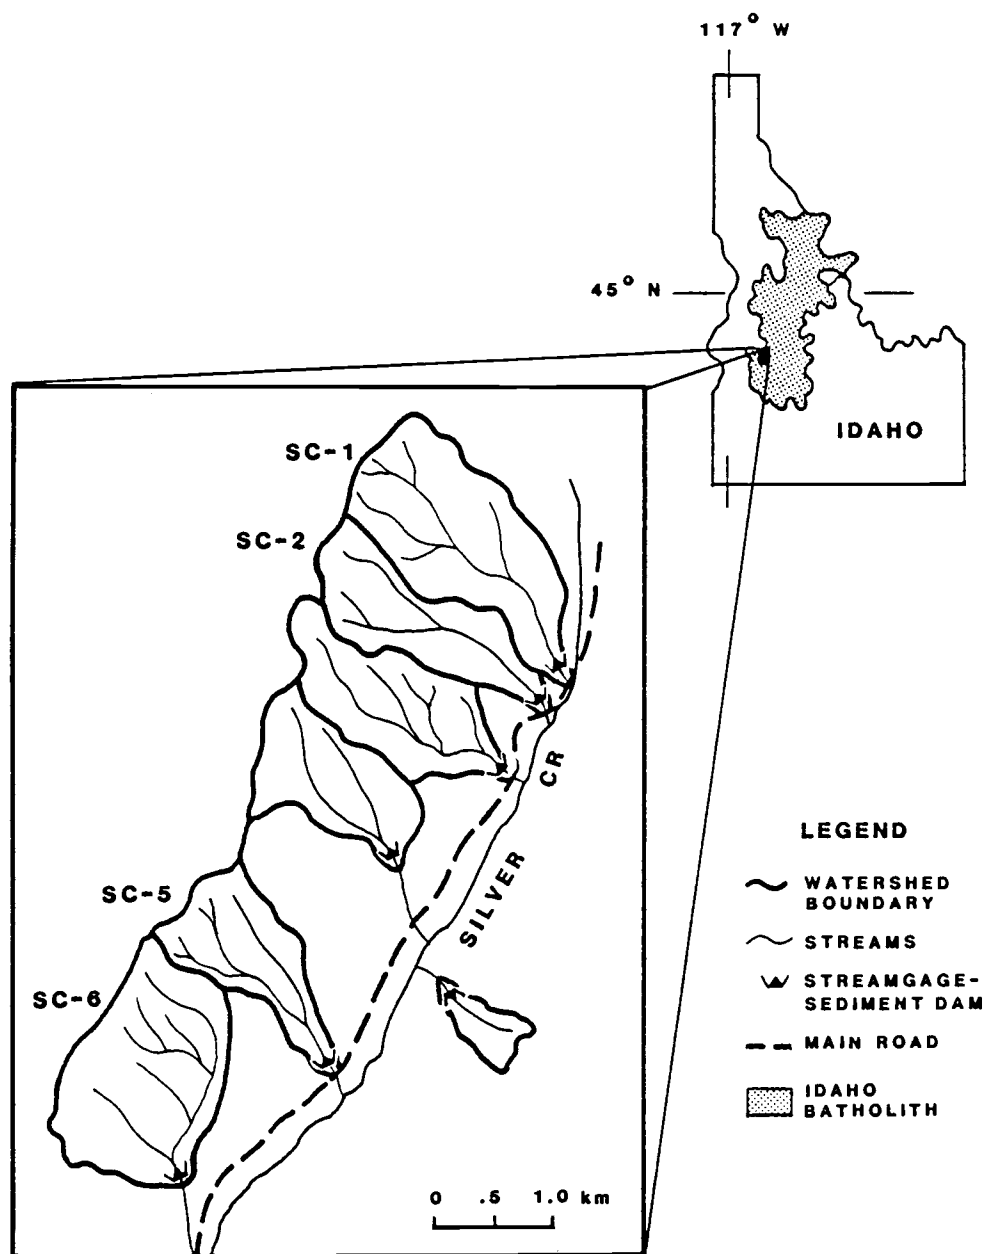 117° W
45° N
IDAHO
SC-1
SC-2
SC-5
SC-6
SILVER CR
0 .5 1.0 km
LEGEND
WATERSHED
BOUNDARY
STREAMS
STREAMGAGE-
SEDIMENT DAM
MAIN ROAD
IDAHO
BATHOLITH